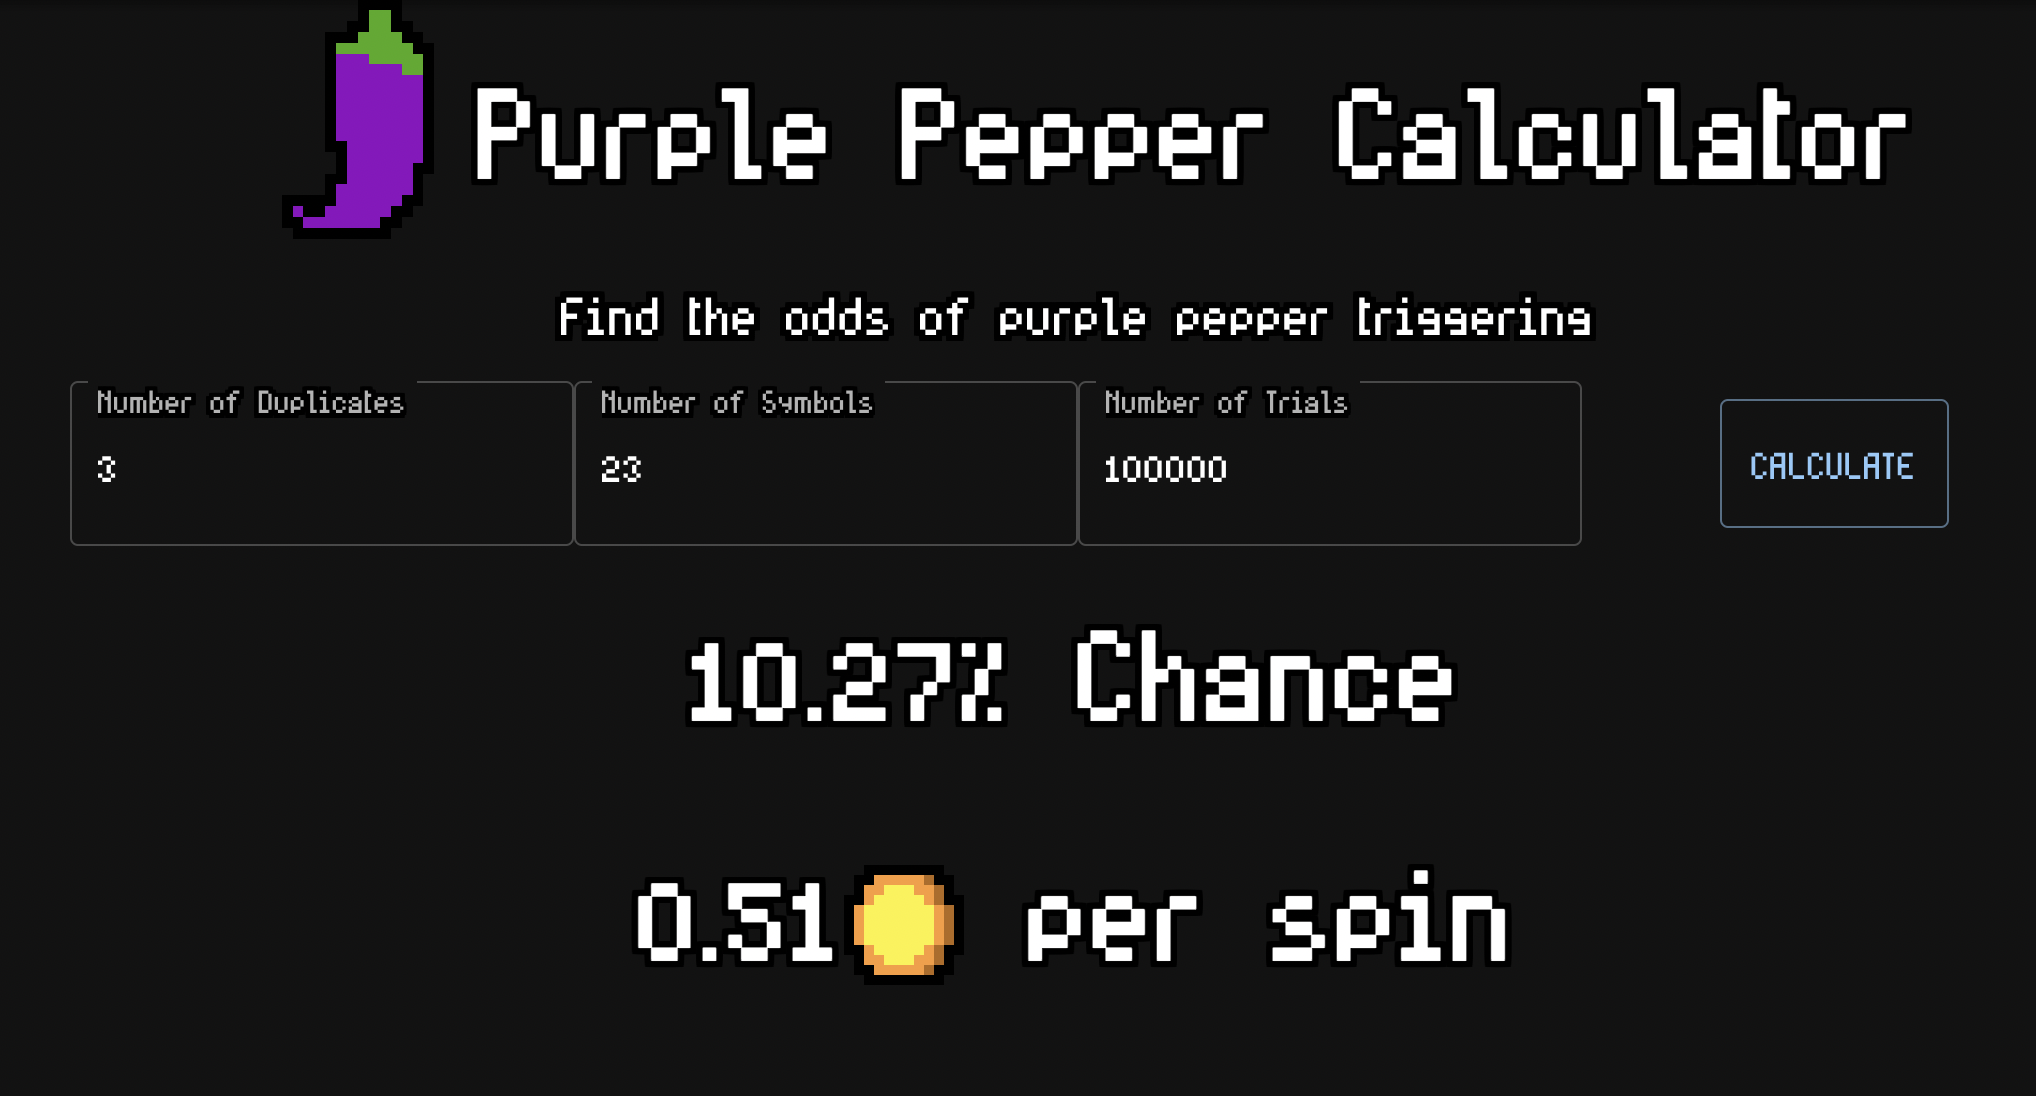 Purple Pepper Calculator
Find the odds of purple pepper triggering
Number of Duplicates
3
Number of Symbols
23
Number of Trials
100000
CALCULATE
10.27% Chance
0.51 per spin